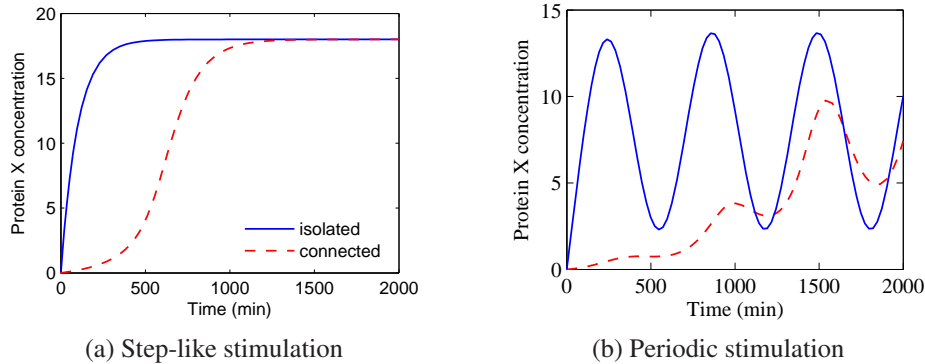 20
15
10
5
0
0 500 1000 1500 2000
Protein X concentration
Time (min)
isolated
connected
(a) Step-like stimulation
15
10
5
0
0 500 1000 1500 2000
Protein X concentration
Time (min)
(b) Periodic stimulation